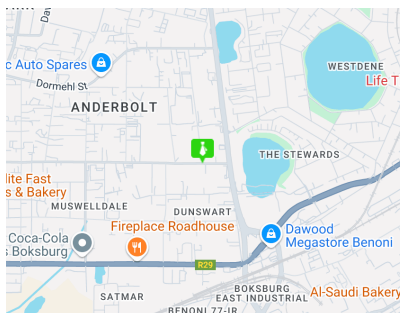 c Auto Spares
WESTDENE
Life T
Dormehl St
ANDERBOLT
THE STEWARDS
lite Fast
s & Bakery
MUSWELLDALE
DUNSWART
Fireplace Roadhouse
Coca-Cola
s Boksburg
Dawood
Megastore Benoni
R29
BOKSBURG
EAST INDUSTRIAL
SATMAR
Al-Saudi Bakery
BENONI 77-IR